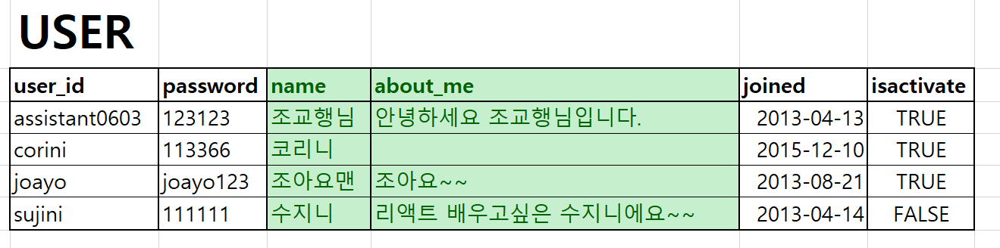 USER
user_id password name about_me joined isactivate
assistant0603 123123 조교행님 안녕하세요 조교행님입니다. 2013-04-13 TRUE
corini 113366 코리니 2015-12-10 TRUE
joayo joayo123 조아요맨 조아요~~ 2013-08-21 TRUE
sujini 111111 수지니 리액트 배우고싶은 수지니에요~~ 2013-04-14 FALSE